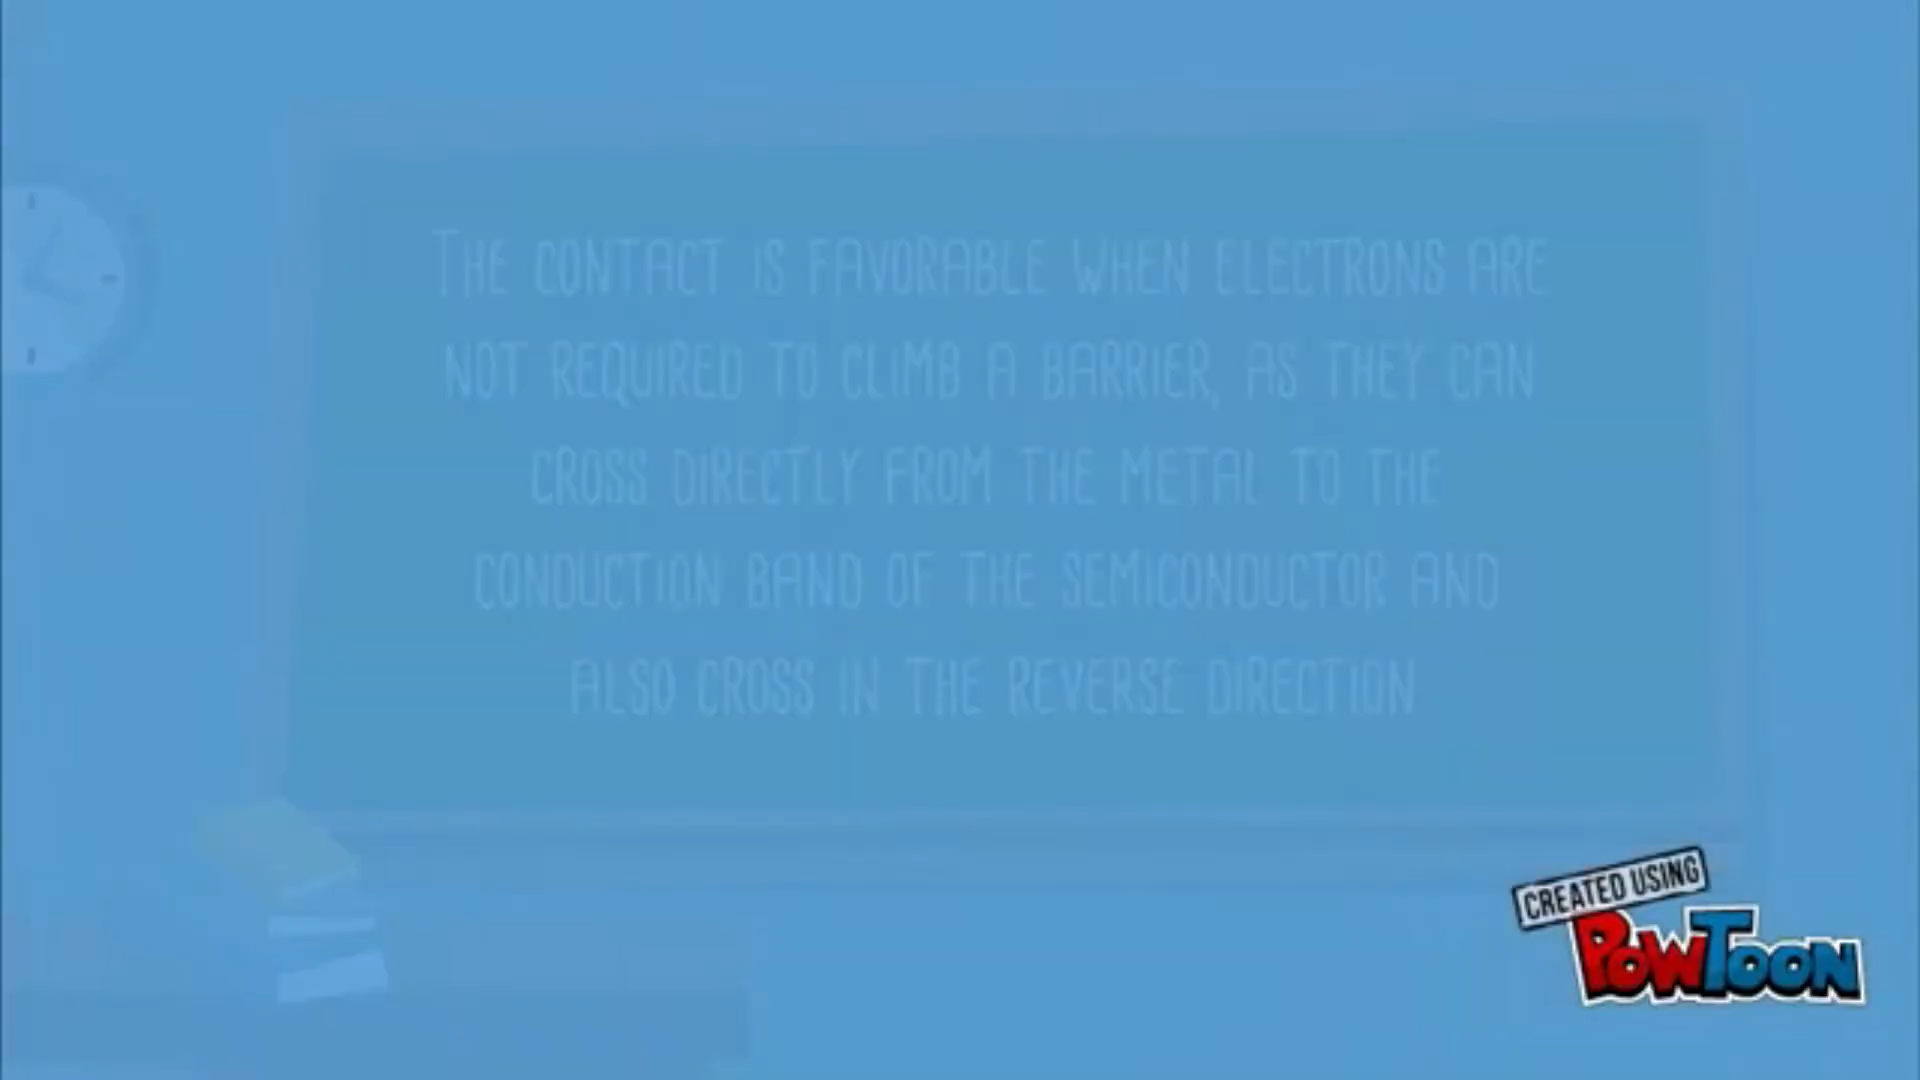 THE CONTACT IS FAVORABLE WHEN ELECTRONS ARE
NOT REQUIRED TO CLIMB A BARRIER, AS THEY CAN
CROSS DIRECTLY FROM THE METAL TO THE
CONDUCTION BAND OF THE SEMICONDUCTOR AND
ALSO CROSS IN THE REVERSE DIRECTION
CREATED USING
POWTOON